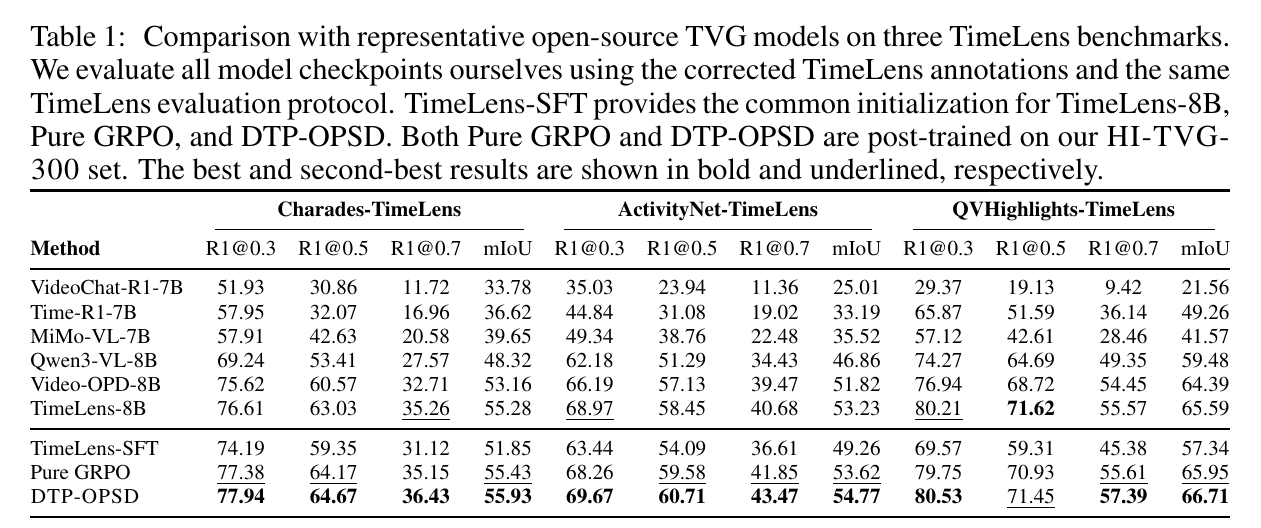 Table 1: Comparison with representative open-source TVG models on three TimeLens benchmarks.
We evaluate all model checkpoints ourselves using the corrected TimeLens annotations and the same
TimeLens evaluation protocol. TimeLens-SFT provides the common initialization for TimeLens-8B,
Pure GRPO, and DTP-OPSD. Both Pure GRPO and DTP-OPSD are post-trained on our HI-TVG-
300 set. The best and second-best results are shown in bold and underlined, respectively.
Charades-TimeLens ActivityNet-TimeLens QVHighlights-TimeLens
Method R1@0.3 R1@0.5 R1@0.7 mIoU R1@0.3 R1@0.5 R1@0.7 mIoU R1@0.3 R1@0.5 R1@0.7 mIoU
VideoChat-R1-7B 51.93 30.86 11.72 33.78 35.03 23.94 11.36 25.01 29.37 19.13 9.42 21.56
Time-R1-7B 57.95 32.07 16.96 36.62 44.84 31.08 19.02 33.19 65.87 51.59 36.14 49.26
MiMo-VL-7B 57.91 42.63 20.58 39.65 49.34 38.76 22.48 35.52 57.12 42.61 28.46 41.57
Qwen3-VL-8B 69.24 53.41 27.57 48.32 62.18 51.29 34.43 46.86 74.27 64.69 49.35 59.48
Video-OPD-8B 75.62 60.57 32.71 53.16 66.19 57.13 39.47 51.82 76.94 68.72 54.45 64.39
TimeLens-8B 76.61 63.03 35.26 55.28 68.97 58.45 40.68 53.23 80.21 71.62 55.57 65.59
TimeLens-SFT 74.19 59.35 31.12 51.85 63.44 54.09 36.61 49.26 69.57 59.31 45.38 57.34
Pure GRPO 77.38 64.17 35.15 55.43 68.26 59.58 41.85 53.62 79.75 70.93 55.61 65.95
DTP-OPSD 77.94 64.67 36.43 55.93 69.67 60.71 43.47 54.77 80.53 71.45 57.39 66.71